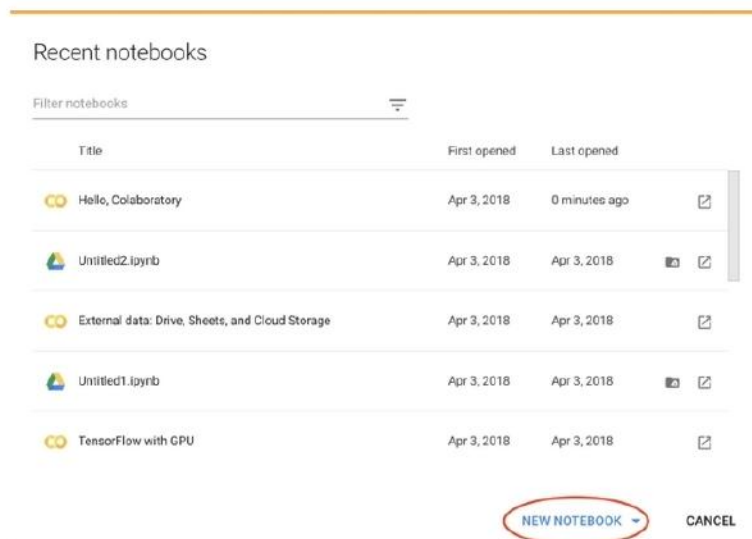 Recent notebooks
Filter notebooks
Title First opened Last opened
Hello, Colaboratory Apr 3, 2018 0 minutes ago
Untitled2.ipynb Apr 3, 2018 Apr 3, 2018
External data: Drive, Sheets, and Cloud Storage Apr 3, 2018 Apr 3, 2018
Untitled1.ipynb Apr 3, 2018 Apr 3, 2018
TensorFlow with GPU Apr 3, 2018 Apr 3, 2018
NEW NOTEBOOK CANCEL